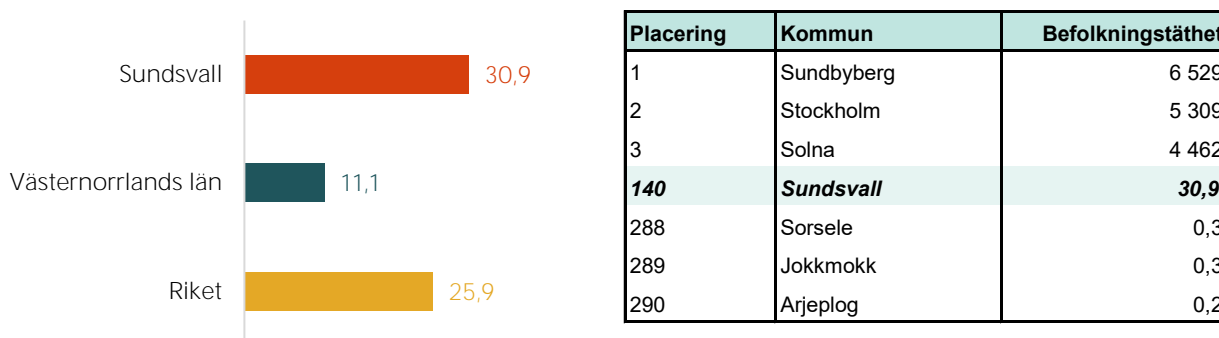 Sundsvall 30,9
Västernorrlands län 11,1
Riket 25,9
Placering Kommun Befolkningstäthet
1 Sundbyberg 6 529
2 Stockholm 5 309
3 Solna 4 462
140 Sundsvall 30,9
288 Sorsele 0,3
289 Jokkmokk 0,3
290 Arjeplog 0,2